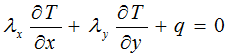 λx ∂T/∂x + λy ∂T/∂y + q = 0